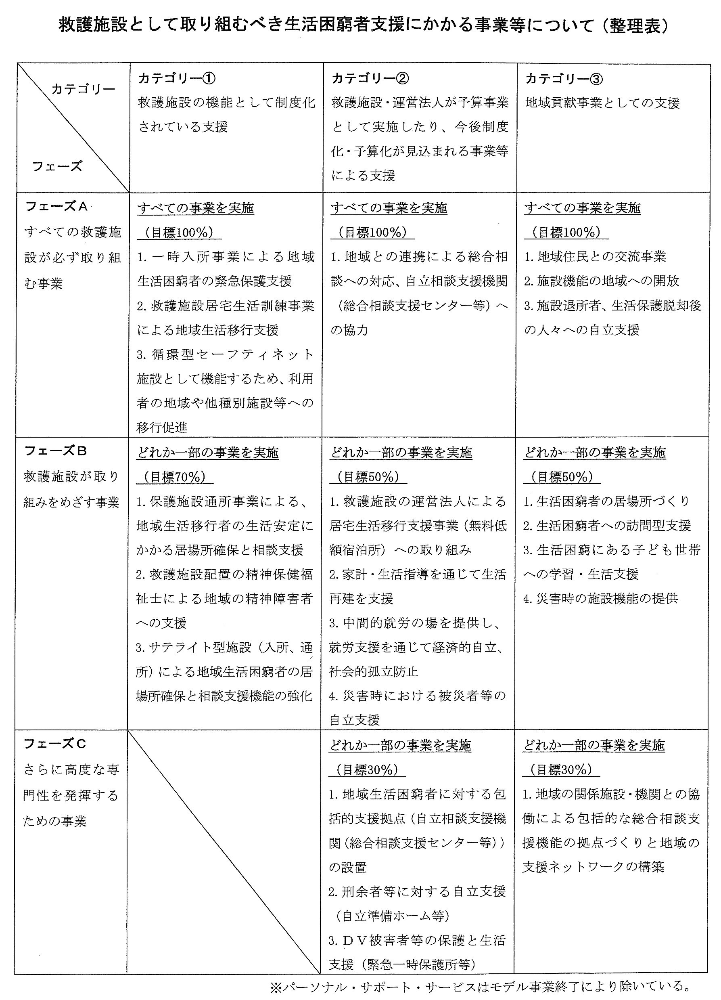 救護施設として取り組むべき生活困窮者支援にかかる事業等について（整理表）
カテゴリー
フェーズ
カテゴリー①
救護施設の機能として制度化
されている支援
カテゴリー②
救護施設・運営法人が予算事業
として実施したり、今後制度
化・予算化が見込まれる事業等
による支援
カテゴリー③
地域貢献事業としての支援
フェーズＡ
すべての救護施
設が必ず取り組
む事業
すべての事業を実施
（目標100％）
1. 一時入所事業による地域
生活困窮者の緊急保護支援
2. 救護施設居宅生活訓練事業
による地域生活移行支援
3. 循環型セーフティネット
施設として機能するため、利用
者の地域や他種別施設等への
移行促進
すべての事業を実施
（目標100％）
1. 地域との連携による総合相
談への対応、自立相談支援機関
（総合相談支援センター等）へ
の協力
すべての事業を実施
（目標100％）
1. 地域住民との交流事業
2. 施設機能の地域への開放
3. 施設退所者、生活保護脱却後
の人々への自立支援
フェーズＢ
救護施設が取り
組みをめざす事業
どれか一部の事業を実施
（目標70％）
1. 保護施設通所事業による、
地域生活移行者の生活安定に
かかる居場所確保と相談支援
2. 救護施設配置の精神保健福
祉士による地域の精神障害者
への支援
3. サテライト型施設（入所、通
所）による地域生活困窮者の居
場所確保と相談支援機能の強化
どれか一部の事業を実施
（目標50％）
1. 救護施設の運営法人による
居宅生活移行支援事業（無料低
額宿泊所）への取り組み
2. 家計・生活指導を通じて生活
再建を支援
3. 中間的就労の場を提供し、
就労支援を通じて経済的自立、
社会的孤立防止
4. 災害時における被災者等の
自立支援
どれか一部の事業を実施
（目標50％）
1. 生活困窮者の居場所づくり
2. 生活困窮者への訪問型支援
3. 生活困窮にある子ども世帯
への学習・生活支援
4. 災害時の施設機能の提供
フェーズＣ
さらに高度な専
門性を発揮する
ための事業
どれか一部の事業を実施
（目標30％）
1. 地域生活困窮者に対する包
括的支援拠点（自立相談支援機
関（総合相談支援センター等））
の設置
2. 刑余者等に対する自立支援
（自立準備ホーム等）
3. ＤＶ被害者等の保護と生活
支援（緊急一時保護所等）
どれか一部の事業を実施
（目標30％）
1. 地域の関係施設・機関との協
働による包括的な総合相談支
援機能の拠点づくりと地域の
支援ネットワークの構築
※パーソナル・サポート・サービスはモデル事業終了により除いている。